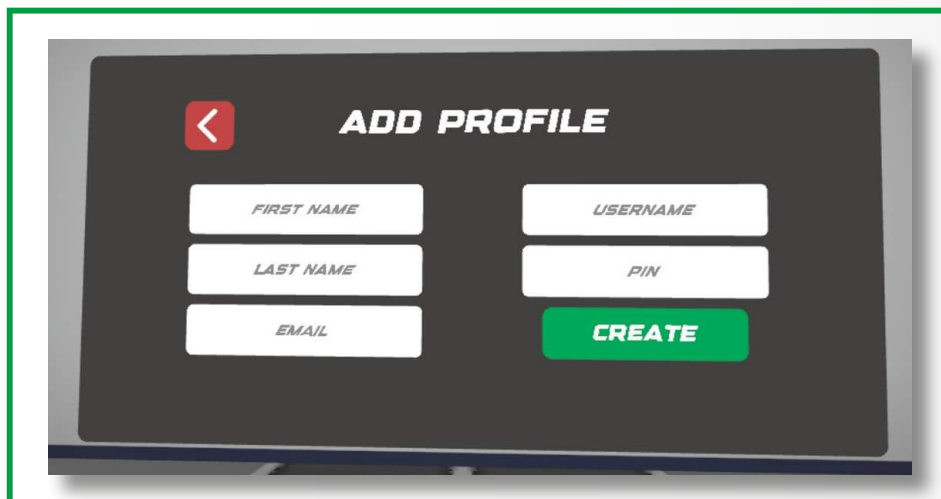 ADD PROFILE
FIRST NAME
USERNAME
LAST NAME
PIN
EMAIL
CREATE